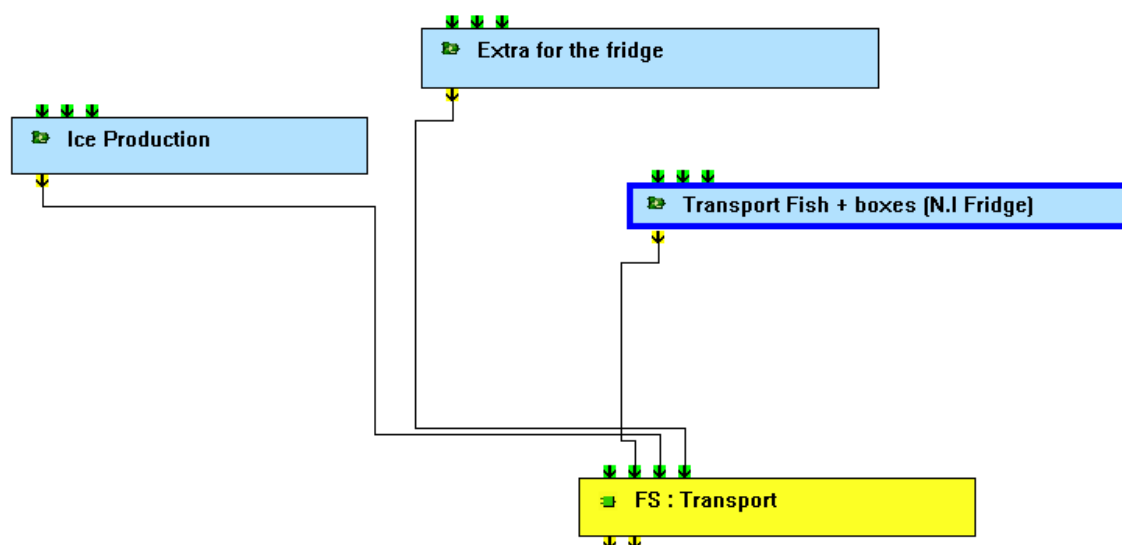 Extra for the fridge
Ice Production
Transport Fish + boxes (N.I Fridge)
FS : Transport